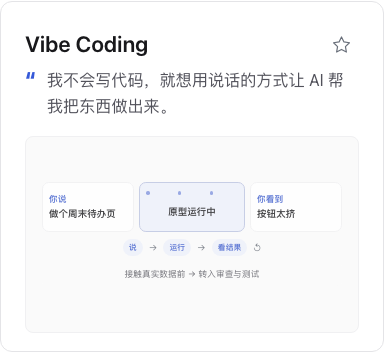 Vibe Coding
“ 我不会写代码，就想用说话的方式让 AI 帮
我把东西做出来。
你说
做个周末待办页
原型运行中
你看到
按钮太挤
说 → 运行 → 看结果 ↺
接触真实数据前 → 转入审查与测试